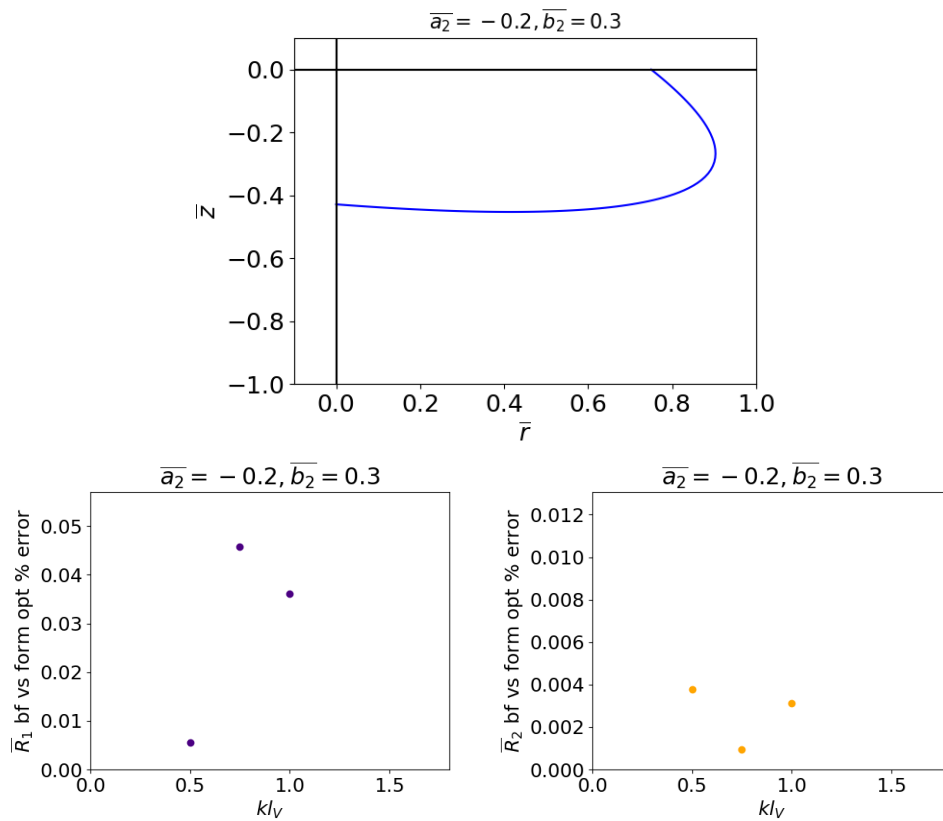 $\overline{a_2} = -0.2, \overline{b_2} = 0.3$
0.0
−0.2
−0.4
−0.6
−0.8
−1.0
$\overline{z}$
0.0 0.2 0.4 0.6 0.8 1.0
$\overline{r}$
$\overline{a_2} = -0.2, \overline{b_2} = 0.3$
0.05
0.04
0.03
0.02
0.01
0.00
$\overline{R}_1$ bf vs form opt % error
0.0 0.5 1.0 1.5
$kl_V$
$\overline{a_2} = -0.2, \overline{b_2} = 0.3$
0.012
0.010
0.008
0.006
0.004
0.002
0.000
$\overline{R}_2$ bf vs form opt % error
0.0 0.5 1.0 1.5
$kl_V$